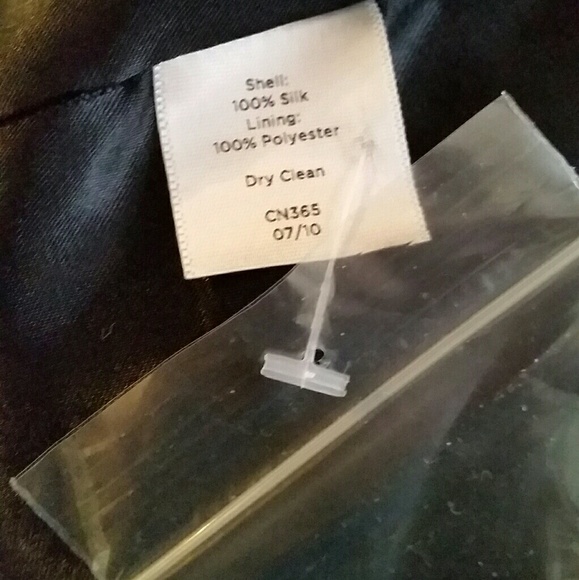 Shell:
100% Silk
Lining:
100% Polyester
Dry Clean
CN365
07/10